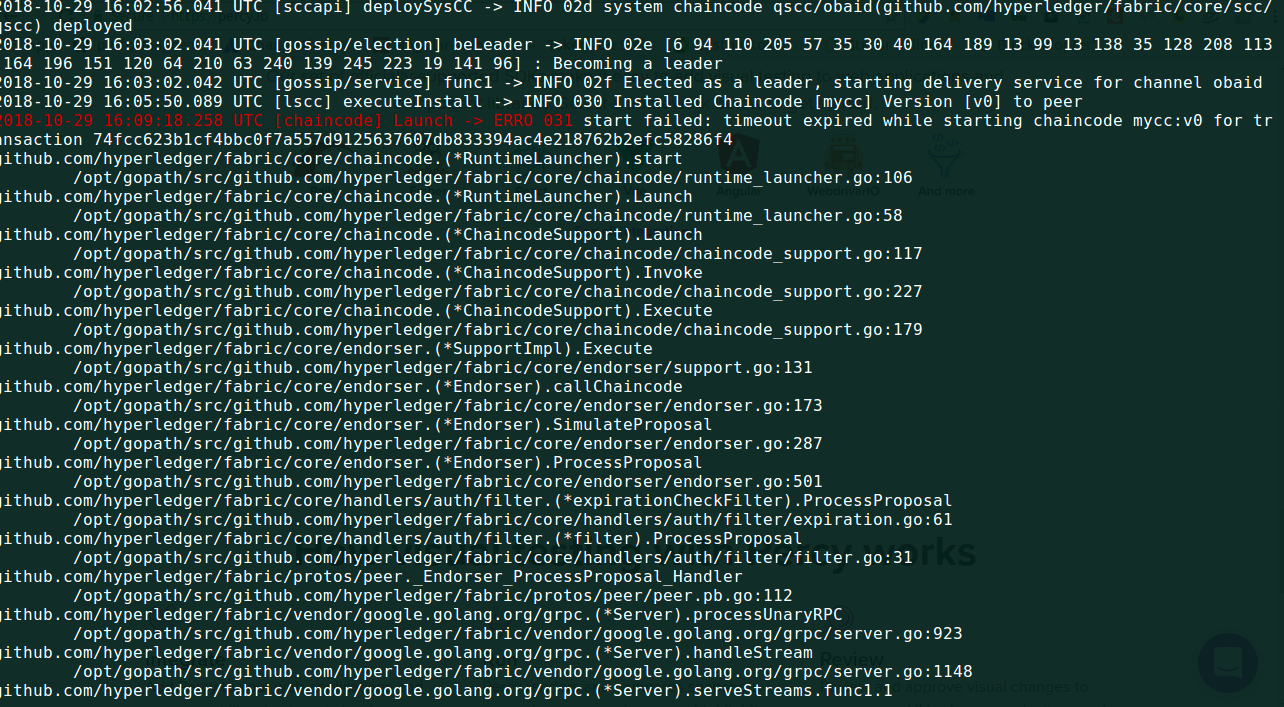 2018-10-29 16:02:56.041 UTC [sccapi] deploySysCC -> INFO 02d system chaincode qscc/obaid(github.com/hyperledger/fabric/core/scc/
qscc) deployed
2018-10-29 16:03:02.041 UTC [gossip/election] beLeader -> INFO 02e [6 94 110 205 57 35 30 40 164 189 13 99 13 138 35 128 208 113
164 196 151 120 64 210 63 240 139 245 223 19 141 96] : Becoming a leader
2018-10-29 16:03:02.042 UTC [gossip/service] func1 -> INFO 02f Elected as a leader, starting delivery service for channel obaid
2018-10-29 16:05:50.089 UTC [lscc] executeInstall -> INFO 030 Installed Chaincode [mycc] Version [v0] to peer
2018-10-29 16:09:18.258 UTC [chaincode] Launch -> ERRO 031 start failed: timeout expired while starting chaincode mycc:v0 for tr
ansaction 74fcc623b1cf4bbc0f7a557d9125637607db833394ac4e218762b2efc58286f4
github.com/hyperledger/fabric/core/chaincode.(*RuntimeLauncher).start
/opt/gopath/src/github.com/hyperledger/fabric/core/chaincode/runtime_launcher.go:106
github.com/hyperledger/fabric/core/chaincode.(*RuntimeLauncher).Launch
/opt/gopath/src/github.com/hyperledger/fabric/core/chaincode/runtime_launcher.go:58
github.com/hyperledger/fabric/core/chaincode.(*ChaincodeSupport).Launch
/opt/gopath/src/github.com/hyperledger/fabric/core/chaincode/chaincode_support.go:117
github.com/hyperledger/fabric/core/chaincode.(*ChaincodeSupport).Invoke
/opt/gopath/src/github.com/hyperledger/fabric/core/chaincode/chaincode_support.go:227
github.com/hyperledger/fabric/core/chaincode.(*ChaincodeSupport).Execute
/opt/gopath/src/github.com/hyperledger/fabric/core/chaincode/chaincode_support.go:179
github.com/hyperledger/fabric/core/endorser.(*SupportImpl).Execute
/opt/gopath/src/github.com/hyperledger/fabric/core/endorser/support.go:131
github.com/hyperledger/fabric/core/endorser.(*Endorser).callChaincode
/opt/gopath/src/github.com/hyperledger/fabric/core/endorser/endorser.go:173
github.com/hyperledger/fabric/core/endorser.(*Endorser).SimulateProposal
/opt/gopath/src/github.com/hyperledger/fabric/core/endorser/endorser.go:287
github.com/hyperledger/fabric/core/endorser.(*Endorser).ProcessProposal
/opt/gopath/src/github.com/hyperledger/fabric/core/endorser/endorser.go:501
github.com/hyperledger/fabric/core/handlers/auth/filter.(*expirationCheckFilter).ProcessProposal
/opt/gopath/src/github.com/hyperledger/fabric/core/handlers/auth/filter/expiration.go:61
github.com/hyperledger/fabric/core/handlers/auth/filter.(*filter).ProcessProposal
/opt/gopath/src/github.com/hyperledger/fabric/core/handlers/auth/filter/filter.go:31
github.com/hyperledger/fabric/protos/peer._Endorser_ProcessProposal_Handler
/opt/gopath/src/github.com/hyperledger/fabric/protos/peer/peer.pb.go:112
github.com/hyperledger/fabric/vendor/google.golang.org/grpc.(*Server).processUnaryRPC
/opt/gopath/src/github.com/hyperledger/fabric/vendor/google.golang.org/grpc/server.go:923
github.com/hyperledger/fabric/vendor/google.golang.org/grpc.(*Server).handleStream
/opt/gopath/src/github.com/hyperledger/fabric/vendor/google.golang.org/grpc/server.go:1148
github.com/hyperledger/fabric/vendor/google.golang.org/grpc.(*Server).serveStreams.func1.1
Angular
WebdriverIO
And more
How visual testing with Percy works
Review
and approve visual changes to